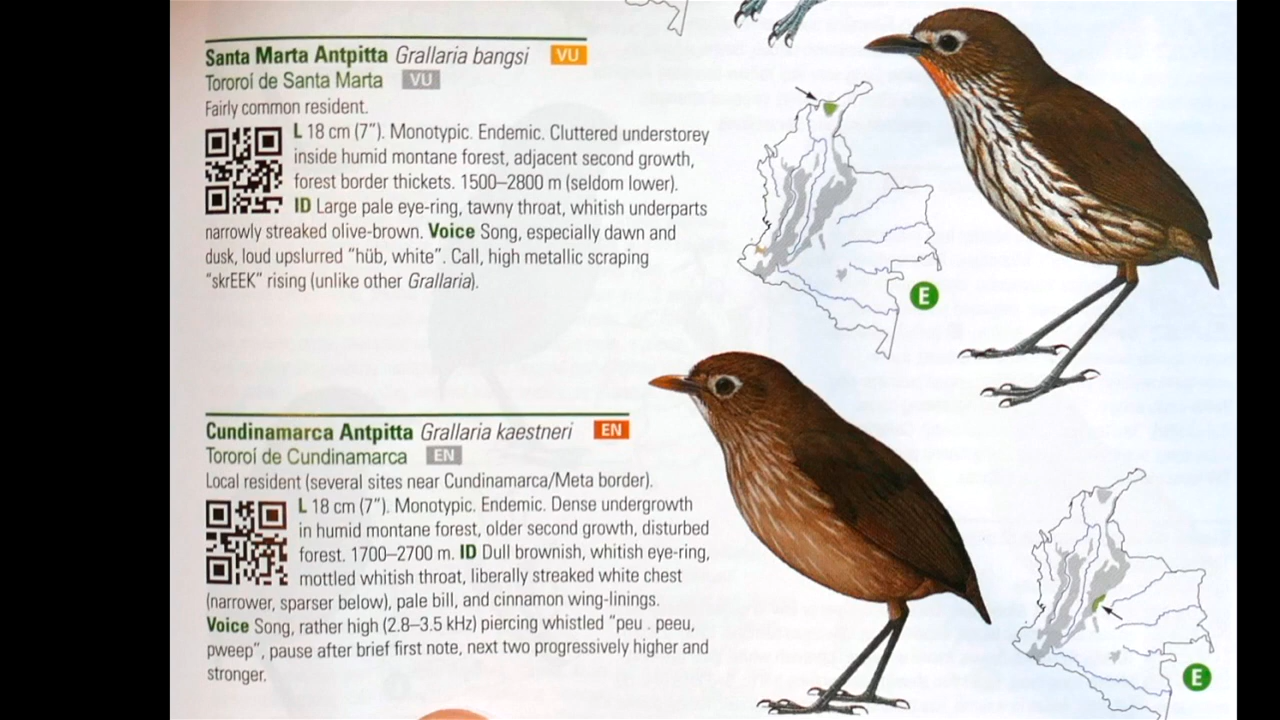 Santa Marta Antpitta Grallaria bangsi VU
Tororoí de Santa Marta VU
Fairly common resident.
L 18 cm (7”). Monotypic. Endemic. Cluttered understorey
inside humid montane forest, adjacent second growth,
forest border thickets. 1500–2800 m (seldom lower).
ID Large pale eye-ring, tawny throat, whitish underparts
narrowly streaked olive-brown. Voice Song, especially dawn and
dusk, loud upslurred “hüb, white”. Call, high metallic scraping
“skrEEK” rising (unlike other Grallaria).
E
Cundinamarca Antpitta Grallaria kaestneri EN
Tororoí de Cundinamarca EN
Local resident (several sites near Cundinamarca/Meta border).
L 18 cm (7”). Monotypic. Endemic. Dense undergrowth
in humid montane forest, older second growth, disturbed
forest. 1700–2700 m. ID Dull brownish, whitish eye-ring,
mottled whitish throat, liberally streaked white chest
(narrower, sparser below), pale bill, and cinnamon wing-linings.
Voice Song, rather high (2.8–3.5 kHz) piercing whistled “peu . peeu,
pweep”, pause after brief first note, next two progressively higher and
stronger.
E